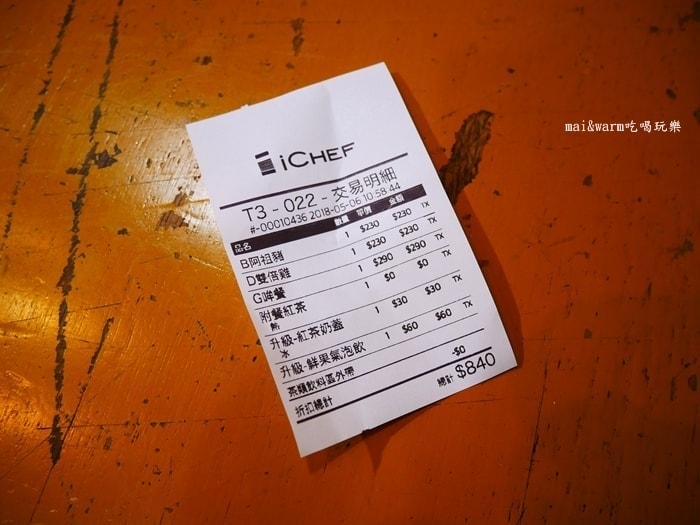 mai&warm吃喝玩樂
iCHEF
T3 - 022 - 交易明細
#-00010436 2018-05-06 10:58:44
品名 數量 單價 金額
B阿祖豬 1 $230 $230 TX
D雙倍雞 1 $230 $230 TX
G哞餐 1 $290 $290 TX
附餐紅茶 1 $0 $0 TX
熱
升級-紅茶奶蓋 1 $30 $30 TX
冰
升級-鮮果氣泡飲 1 $60 $60 TX
茶類飲料區外帶
折扣總計 -$0
總計 $840